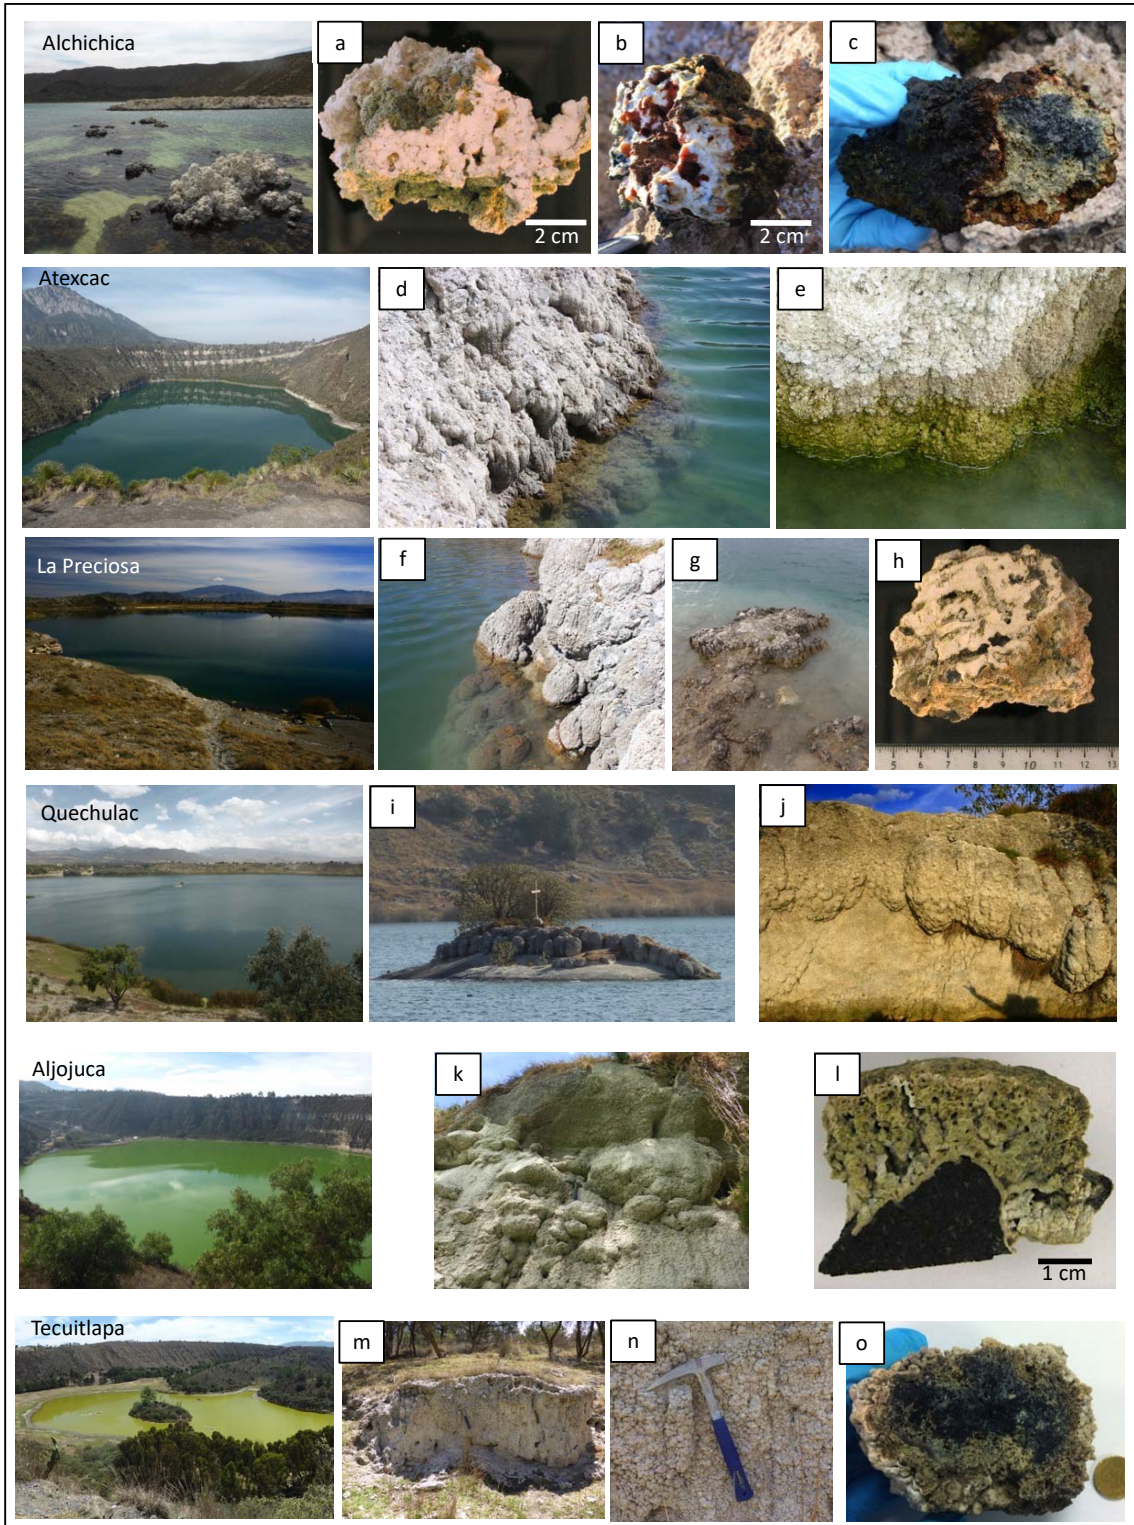 Alchichica
a
b
c
2 cm
2 cm
Atexcac
d
e
La Preciosa
f
g
h
5 6 7 8 9 10 11 12 13
Quechulac
i
j
Aljojuca
k
l
1 cm
Tecuitlapa
m
n
o